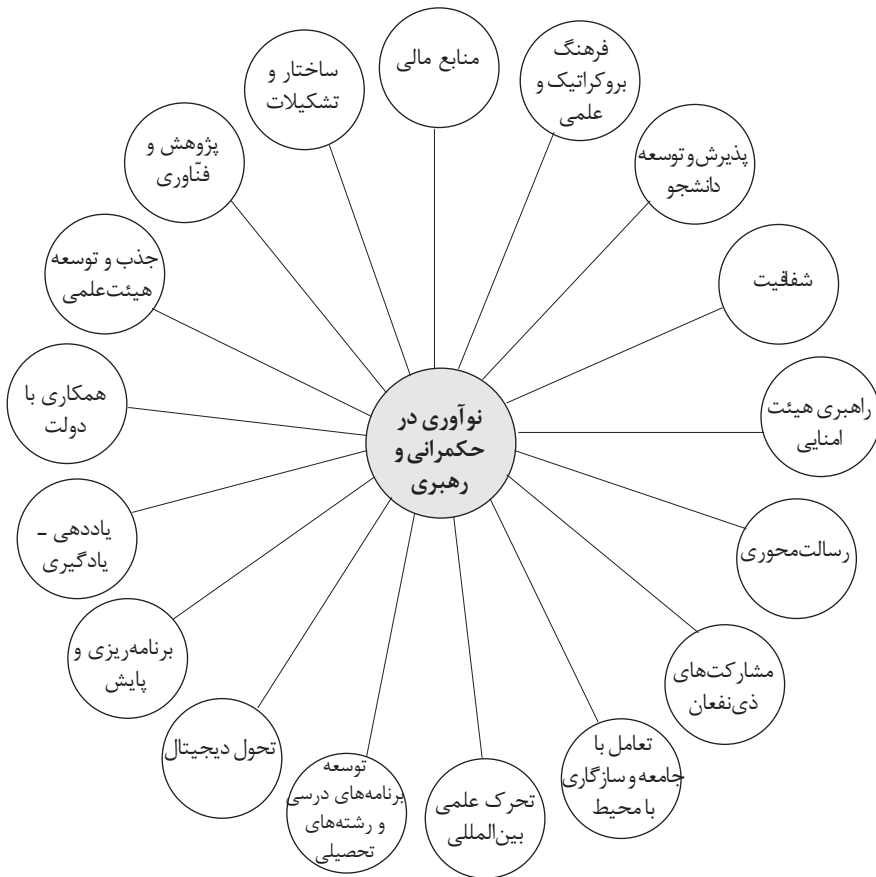 منابع مالی
فرهنگ
بروکراتیک و
علمی
پذیرش و توسعه
دانشجو
شفاقیت
راهبری هیئت
امنایی
رسالت‌محوری
مشارکت‌های
ذی‌نفعان
تعامل با
جامعه و سازگاری
با محیط
تحرک علمی
بین‌المللی
توسعه
برنامه‌های درسی
و رشته‌های
تحصیلی
تحول دیجیتال
برنامه‌ریزی و
پایش
یاددهی –
یادگیری
همکاری با
دولت
جذب و توسعه
هیئت‌علمی
پژوهش و
فنّاوری
ساختار و
تشکیلات
نوآوری در
حکمرانی و
رهبری